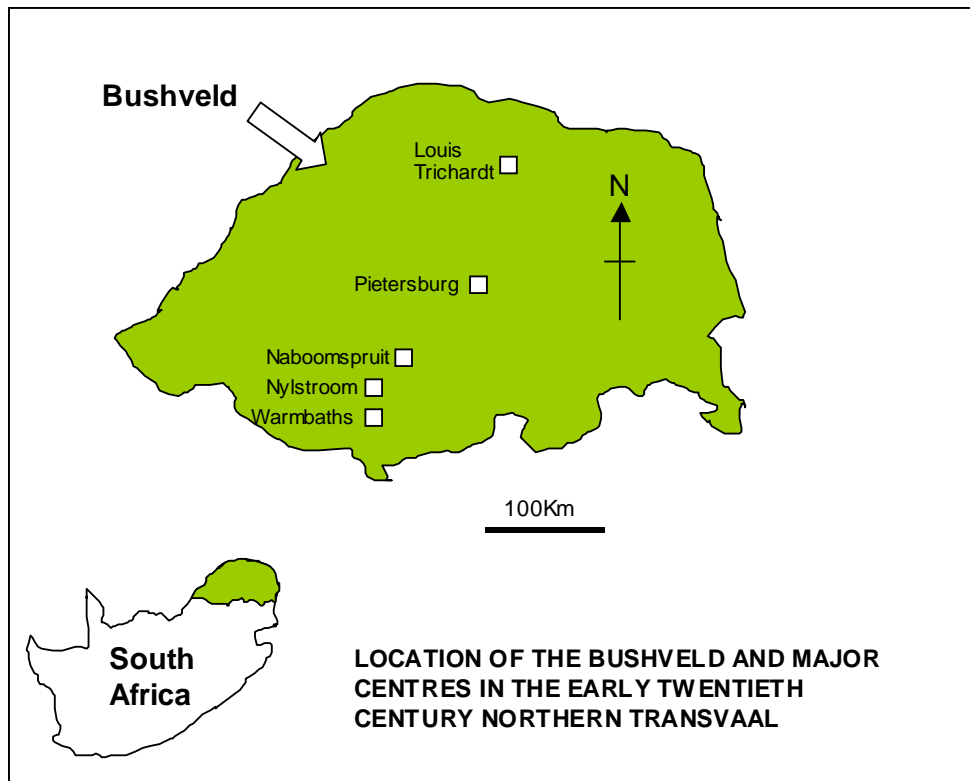 Bushveld
Louis
Trichardt
N
Pietersburg
Naboomspruit
Nylstroom
Warmbaths
100Km
South
Africa
LOCATION OF THE BUSHVELD AND MAJOR
CENTRES IN THE EARLY TWENTIETH
CENTURY NORTHERN TRANSVAAL